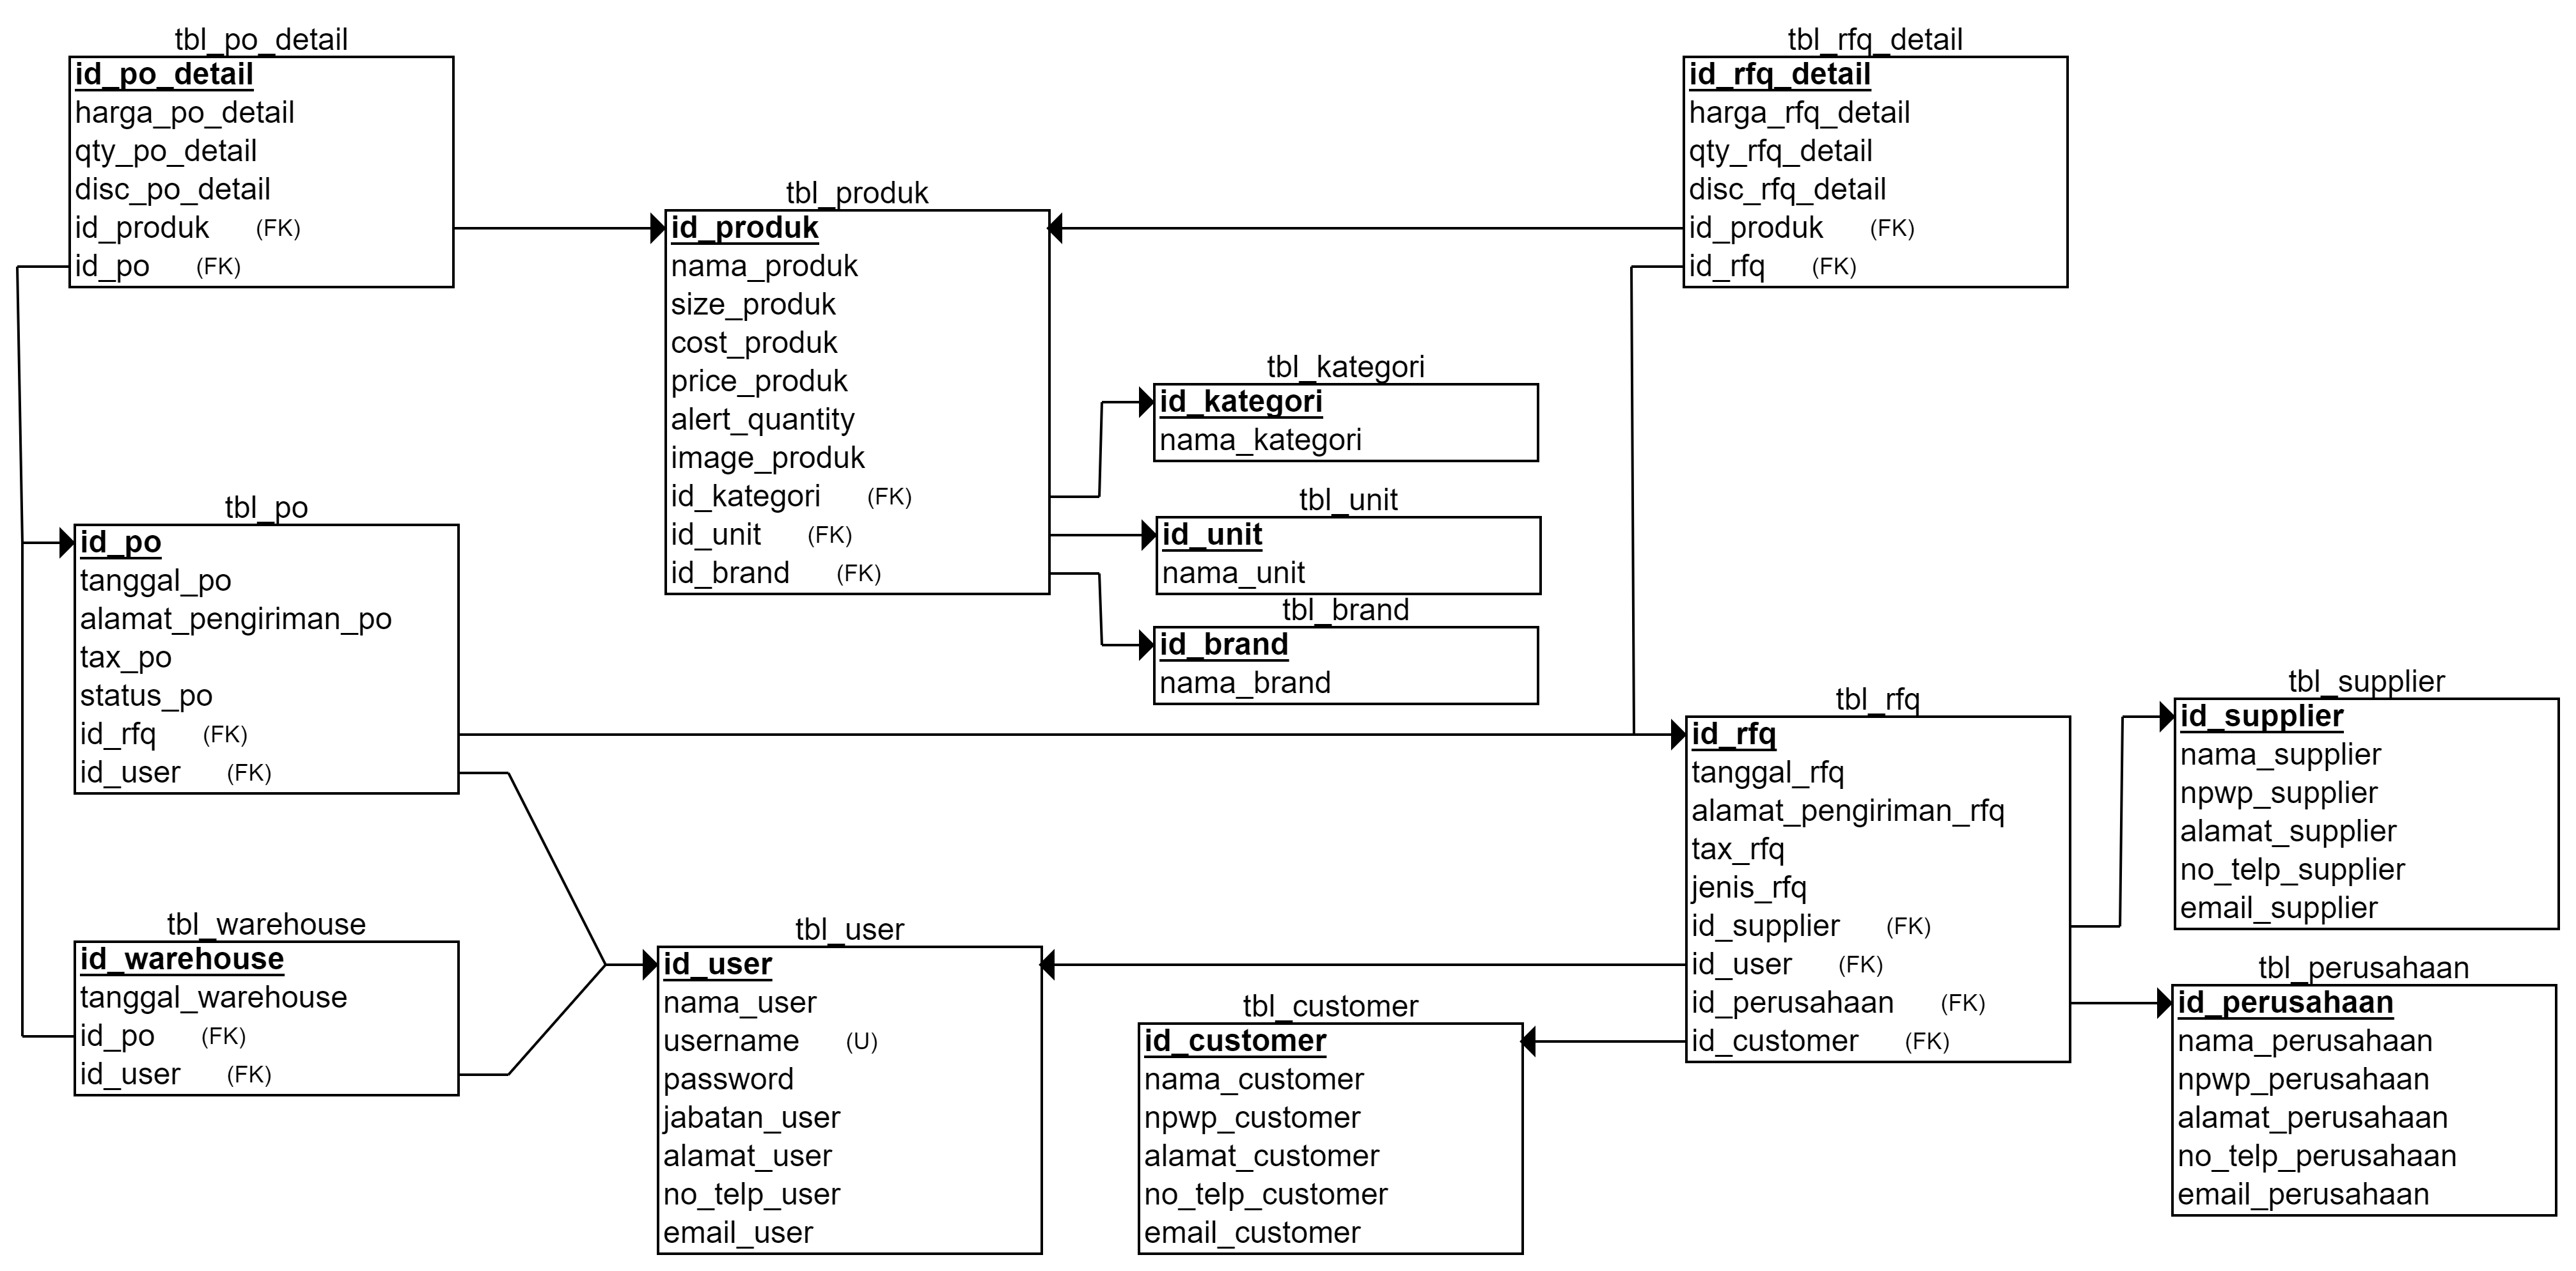 tbl_po_detail
id_po_detail
harga_po_detail
qty_po_detail
disc_po_detail
id_produk (FK)
id_po (FK)
tbl_rfq_detail
id_rfq_detail
harga_rfq_detail
qty_rfq_detail
disc_rfq_detail
id_produk (FK)
id_rfq (FK)
tbl_produk
id_produk
nama_produk
size_produk
cost_produk
price_produk
alert_quantity
image_produk
id_kategori (FK)
id_unit (FK)
id_brand (FK)
tbl_kategori
id_kategori
nama_kategori
tbl_unit
id_unit
nama_unit
tbl_brand
id_brand
nama_brand
tbl_po
id_po
tanggal_po
alamat_pengiriman_po
tax_po
status_po
id_rfq (FK)
id_user (FK)
tbl_rfq
id_rfq
tanggal_rfq
alamat_pengiriman_rfq
tax_rfq
jenis_rfq
id_supplier (FK)
id_user (FK)
id_perusahaan (FK)
id_customer (FK)
tbl_supplier
id_supplier
nama_supplier
npwp_supplier
alamat_supplier
no_telp_supplier
email_supplier
tbl_warehouse
id_warehouse
tanggal_warehouse
id_po (FK)
id_user (FK)
tbl_user
id_user
nama_user
username (U)
password
jabatan_user
alamat_user
no_telp_user
email_user
tbl_customer
id_customer
nama_customer
npwp_customer
alamat_customer
no_telp_customer
email_customer
tbl_perusahaan
id_perusahaan
nama_perusahaan
npwp_perusahaan
alamat_perusahaan
no_telp_perusahaan
email_perusahaan